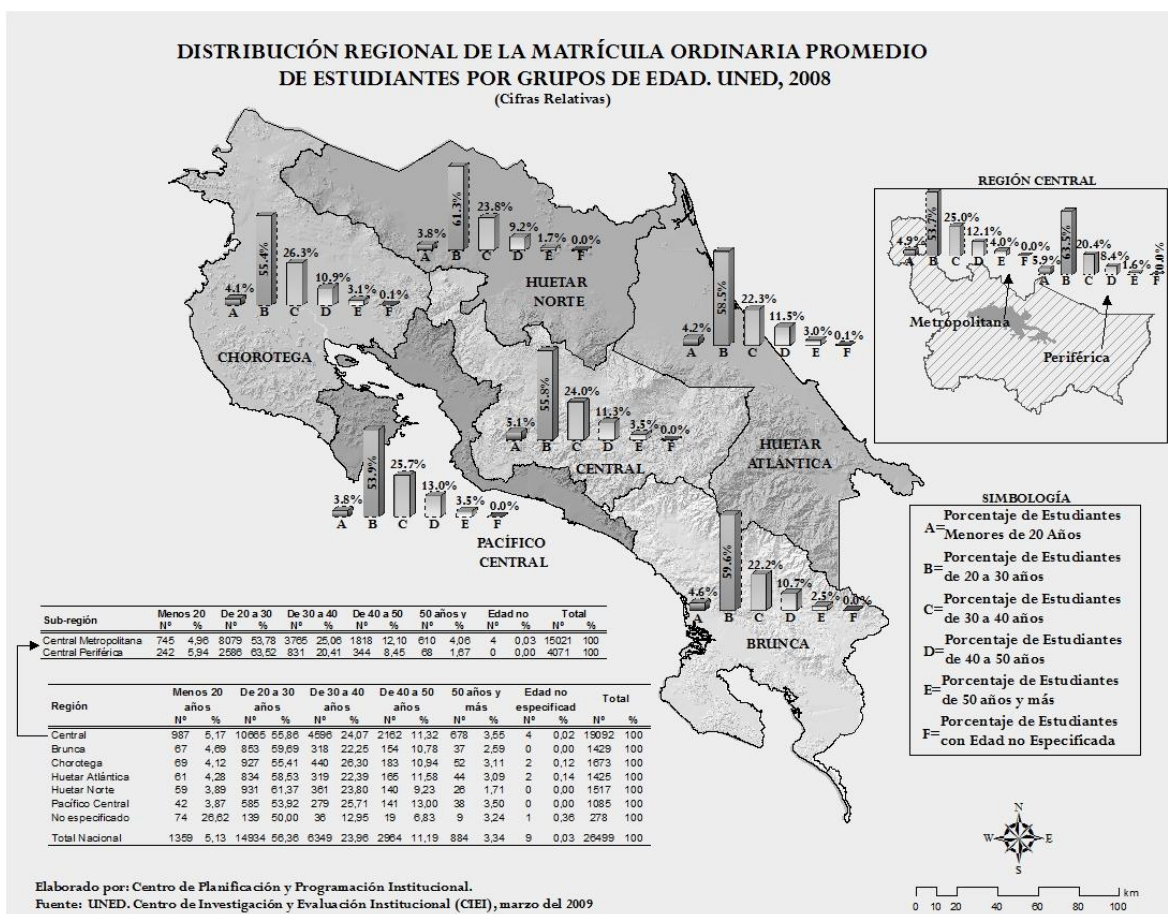 DISTRIBUCIÓN REGIONAL DE LA MATRÍCULA ORDINARIA PROMEDIO
DE ESTUDIANTES POR GRUPOS DE EDAD. UNED, 2008
(Cifras Relativas)
4.1% 55.4% 26.3% 10.9% 3.1% 0.1%
A B C D E F
CHOROTEGA
3.8% 61.3% 23.8% 9.2% 1.7% 0.0%
A B C D E F
HUETAR
NORTE
4.2% 58.5% 22.3% 11.5% 3.0% 0.1%
A B C D E F
HUETAR
ATLÁNTICA
5.1% 55.8% 24.0% 11.3% 3.5% 0.0%
A B C D E F
CENTRAL
3.8% 53.9% 25.7% 13.0% 3.5% 0.0%
A B C D E F
PACÍFICO
CENTRAL
4.6% 59.6% 22.2% 10.7% 2.5% 0.0%
A B C D E F
BRUNCA
REGIÓN CENTRAL
4.9% 53.7% 25.0% 12.1% 4.0% 0.0%
A B C D E F
Metropolitana
5.9% 63.5% 20.4% 8.4% 1.6% 0.0%
A B C D E F
Periférica
SIMBOLOGÍA
A= Porcentaje de Estudiantes
Menores de 20 Años
B= Porcentaje de Estudiantes
de 20 a 30 años
C= Porcentaje de Estudiantes
de 30 a 40 años
D= Porcentaje de Estudiantes
de 40 a 50 años
E= Porcentaje de Estudiantes
de 50 años y más
F= Porcentaje de Estudiantes
con Edad no Especificada
Sub-región Menos 20 De 20 a 30 De 30 a 40 De 40 a 50 50 años y Edad no Total
Nº % Nº % Nº % Nº % Nº % Nº % Nº %
Central Metropolitana 745 4,96 8079 53,78 3765 25,06 1818 12,10 610 4,06 4 0,03 15021 100
Central Periférica 242 5,94 2586 63,52 831 20,41 344 8,45 68 1,67 0 0,00 4071 100
Región Menos 20 años De 20 a 30 años De 30 a 40 años De 40 a 50 años 50 años y más Edad no especificad Total
Nº % Nº % Nº % Nº % Nº % Nº % Nº %
Central 987 5,17 10665 55,86 4596 24,07 2162 11,32 678 3,55 4 0,02 19092 100
Brunca 67 4,69 853 59,69 318 22,25 154 10,78 37 2,59 0 0,00 1429 100
Chorotega 69 4,12 927 55,41 440 26,30 183 10,94 52 3,11 2 0,12 1673 100
Huetar Atlántica 61 4,28 834 58,53 319 22,39 165 11,58 44 3,09 2 0,14 1425 100
Huetar Norte 59 3,89 931 61,37 361 23,80 140 9,23 26 1,71 0 0,00 1517 100
Pacífico Central 42 3,87 585 53,92 279 25,71 141 13,00 38 3,50 0 0,00 1085 100
No especificado 74 26,62 139 50,00 36 12,95 19 6,83 9 3,24 1 0,36 278 100
Total Nacional 1359 5,13 14934 56,36 6349 23,96 2964 11,19 884 3,34 9 0,03 26499 100
Elaborado por: Centro de Planificación y Programación Institucional.
Fuente: UNED. Centro de Investigación y Evaluación Institucional (CIEI), marzo del 2009
N
W E
S
km
0 10 20 40 60 80 100